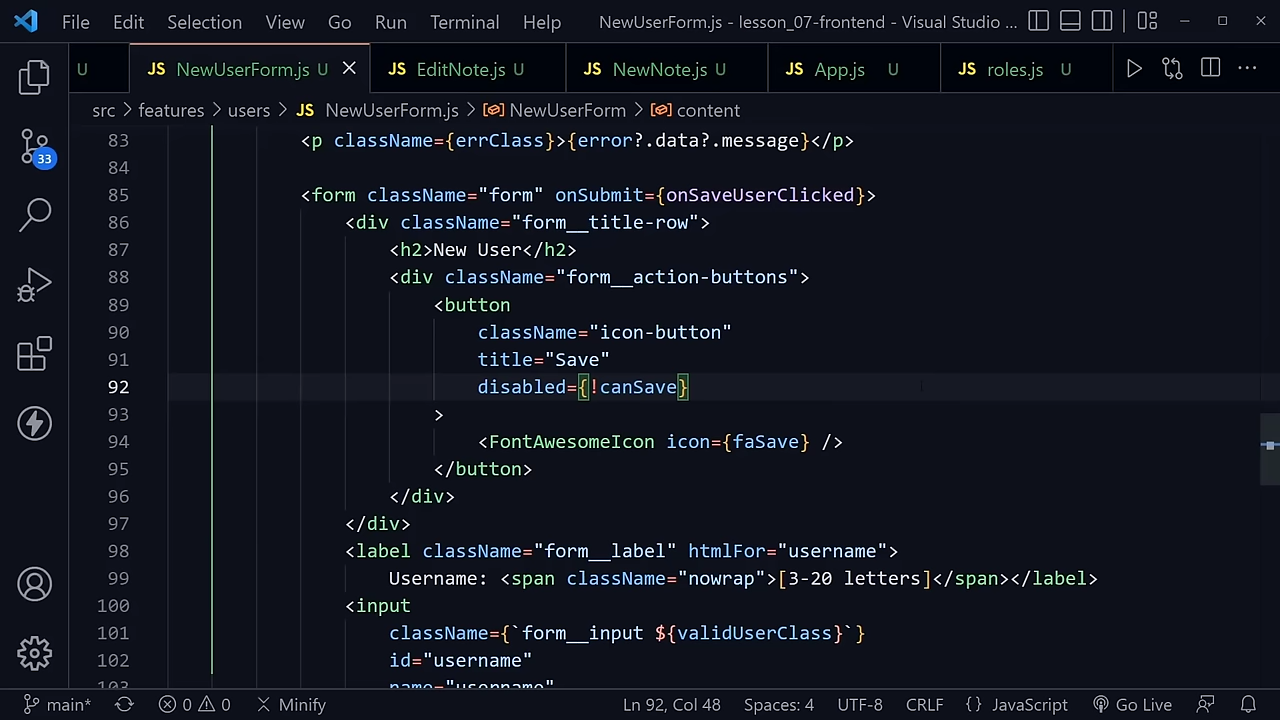 File Edit Selection View Go Run Terminal Help NewUserForm.js - lesson_07-frontend - Visual Studio ...
U JS NewUserForm.js U JS EditNote.js U JS NewNote.js U JS App.js U JS roles.js U
src > features > users > JS NewUserForm.js > NewUserForm > content
83 <p className={errClass}>{error?.data?.message}</p>
84
85 <form className="form" onSubmit={onSaveUserClicked}>
86 <div className="form__title-row">
87 <h2>New User</h2>
88 <div className="form__action-buttons">
89 <button
90 className="icon-button"
91 title="Save"
92 disabled={!canSave}
93 >
94 <FontAwesomeIcon icon={faSave} />
95 </button>
96 </div>
97 </div>
98 <label className="form__label" htmlFor="username">
99 Username: <span className="nowrap">[3-20 letters]</span></label>
100 <input
101 className={`form__input ${validUserClass}`}
102 id="username"
103 name="username"
33
main* 0 0 Minify Ln 92, Col 48 Spaces: 4 UTF-8 CRLF {} JavaScript Go Live